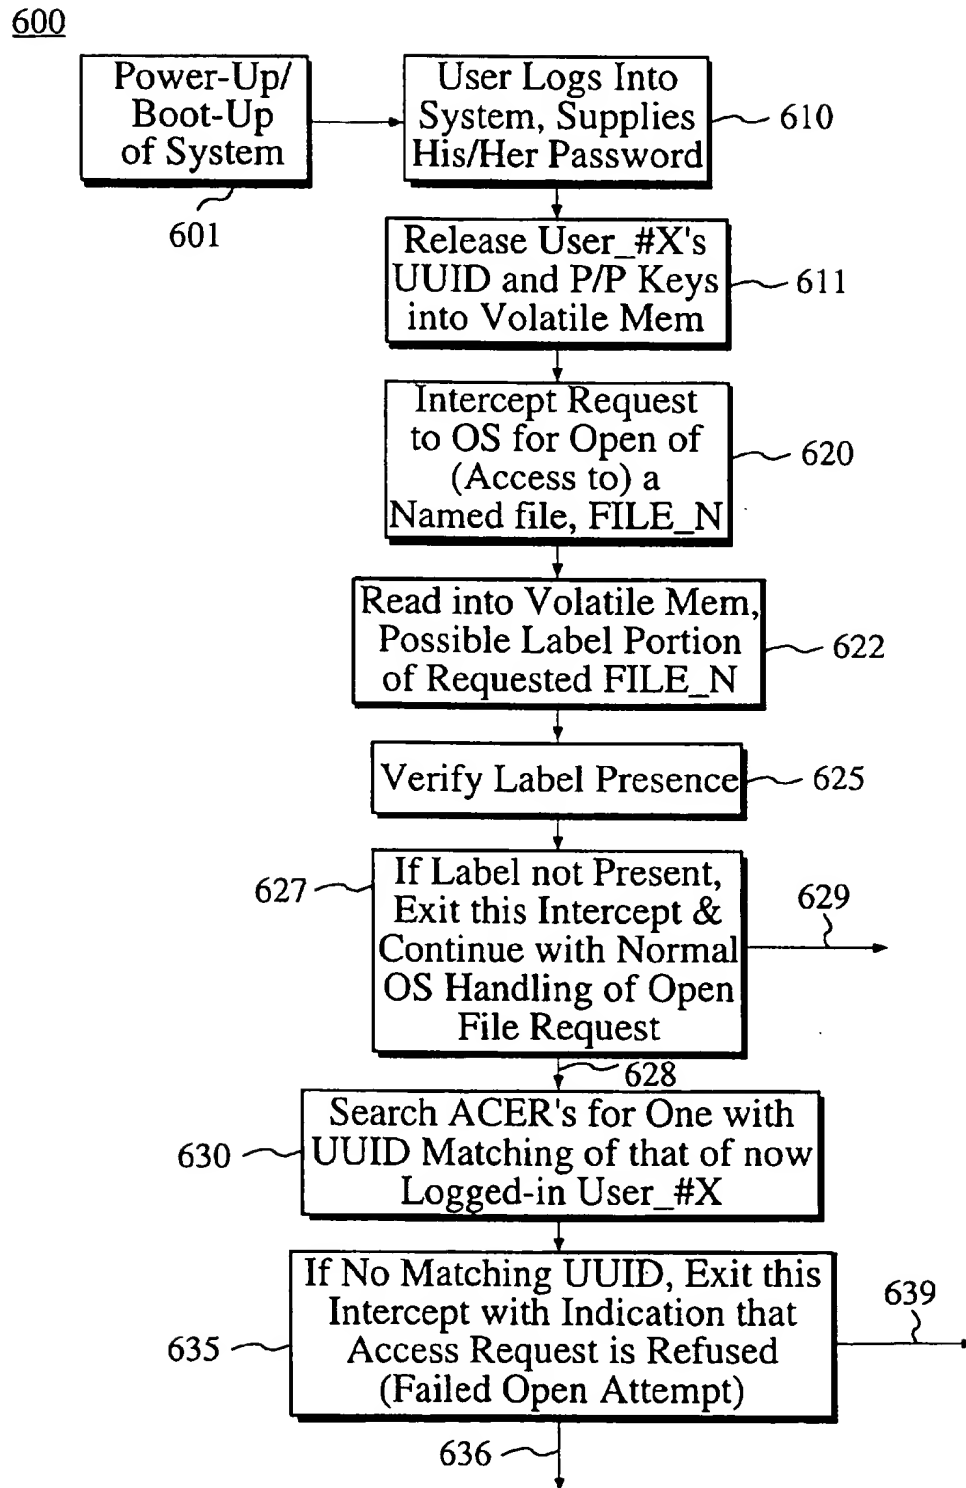 600
Power-Up/
Boot-Up
of System
601
User Logs Into
System, Supplies
His/Her Password
610
Release User_#X's
UUID and P/P Keys
into Volatile Mem
611
Intercept Request
to OS for Open of
(Access to) a
Named file, FILE_N
620
Read into Volatile Mem,
Possible Label Portion
of Requested FILE_N
622
Verify Label Presence
625
627
If Label not Present,
Exit this Intercept &
Continue with Normal
OS Handling of Open
File Request
629
628
630
Search ACER's for One with
UUID Matching of that of now
Logged-in User_#X
635
If No Matching UUID, Exit this
Intercept with Indication that
Access Request is Refused
(Failed Open Attempt)
639
636